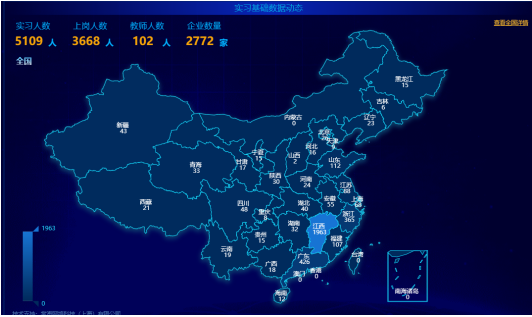 实习基础数据动态
实习人数 上岗人数 教师人数 企业数量
5109 人 3668 人 102 人 2772 家
查看全国详情
全国
黑龙江
15
吉林
6
辽宁
23
内蒙古
0
新疆
43
北京
天津
河北
16
山西
2
山东
112
宁夏
15
甘肃
17
青海
33
陕西
30
河南
24
江苏
88
安徽
55
上海
西藏
21
四川
48
重庆
湖北
40
浙江
365
湖南
32
江西
1963
贵州
15
福建
107
云南
19
广西
18
广东
426
台湾
0
香港
0
澳门
0
海南
12
南海诸岛
0
1963
0